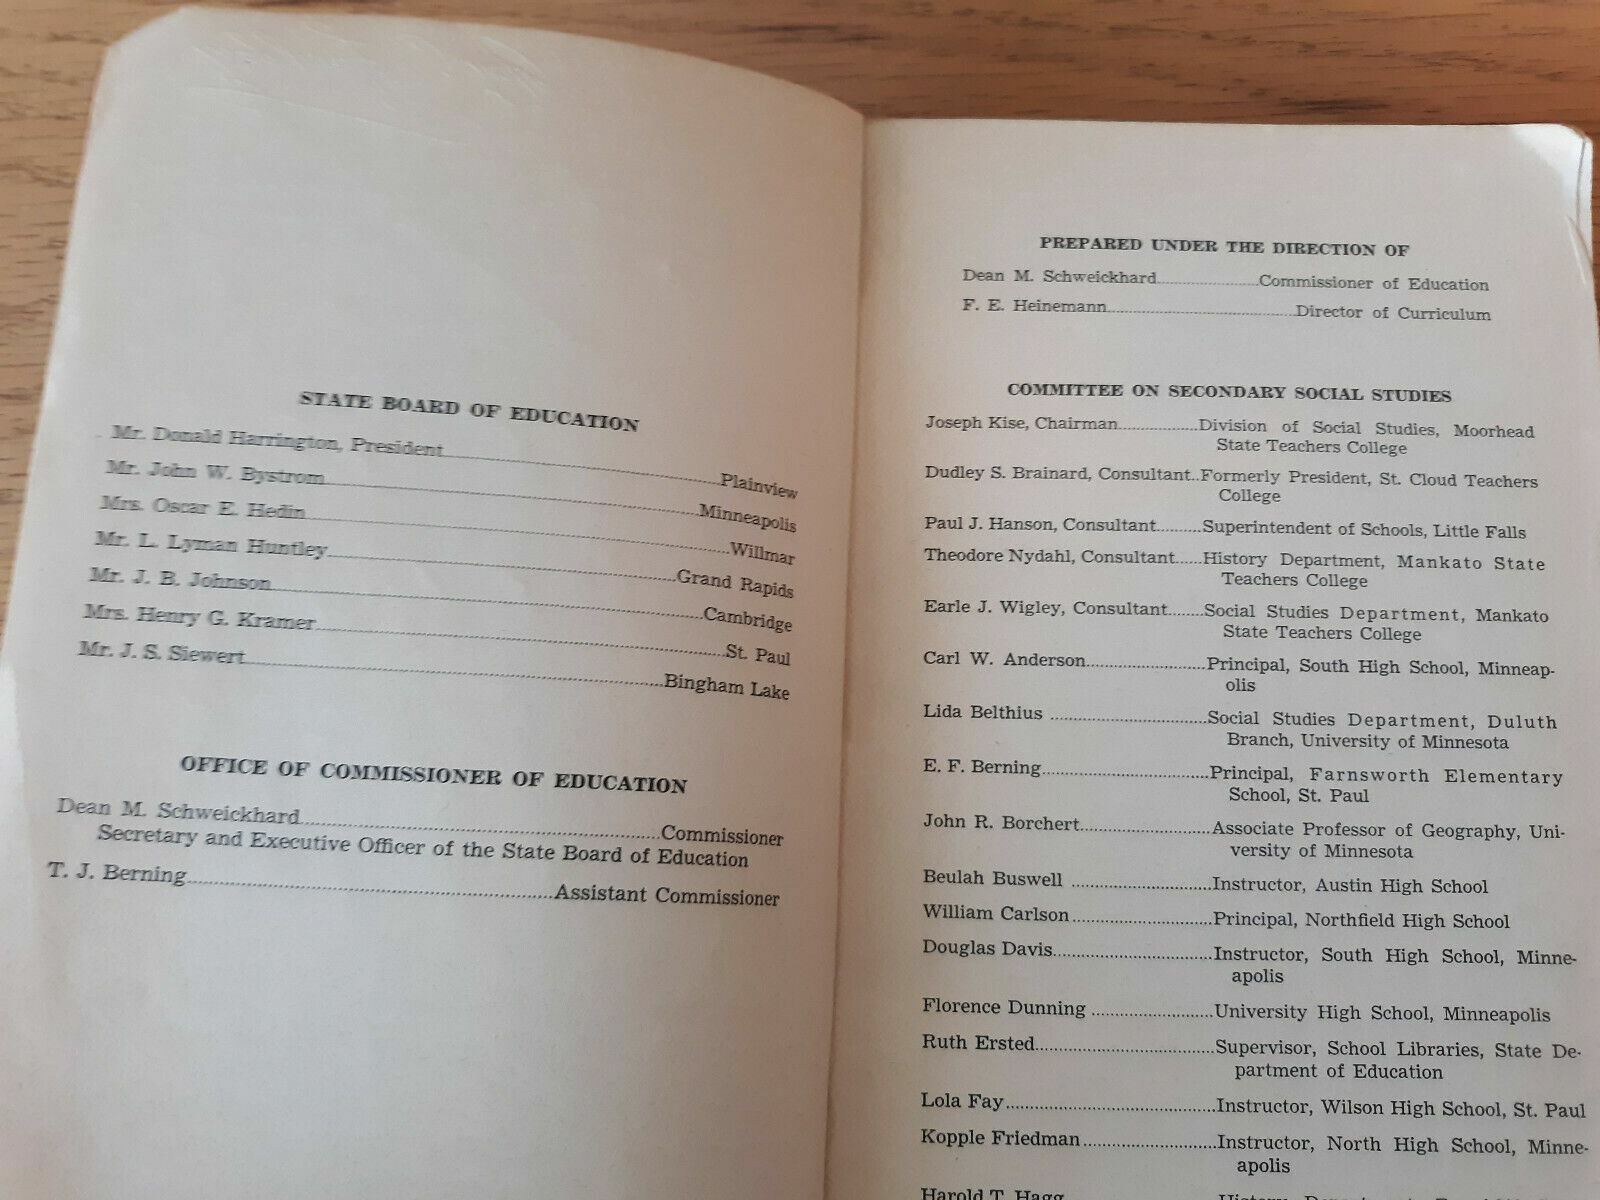 STATE BOARD OF EDUCATION
Mr. Donald Harrington, President..........Plainview
Mr. John W. Bystrom..........Minneapolis
Mrs. Oscar E. Hedin..........Willmar
Mr. L. Lyman Huntley..........Grand Rapids
Mr. J. B. Johnson..........Cambridge
Mrs. Henry G. Kramer..........St. Paul
Mr. J. S. Siewert..........Bingham Lake
OFFICE OF COMMISSIONER OF EDUCATION
Dean M. Schweickhard..........Commissioner
Secretary and Executive Officer of the State Board of Education
T. J. Berning..........Assistant Commissioner
PREPARED UNDER THE DIRECTION OF
Dean M. Schweickhard..........Commissioner of Education
F. E. Heinemann..........Director of Curriculum
COMMITTEE ON SECONDARY SOCIAL STUDIES
Joseph Kise, Chairman..........Division of Social Studies, Moorhead
State Teachers College
Dudley S. Brainard, Consultant..Formerly President, St. Cloud Teachers
College
Paul J. Hanson, Consultant.........Superintendent of Schools, Little Falls
Theodore Nydahl, Consultant.....History Department, Mankato State
Teachers College
Earle J. Wigley, Consultant.......Social Studies Department, Mankato
State Teachers College
Carl W. Anderson..........Principal, South High School, Minneap-
olis
Lida Belthius ..........Social Studies Department, Duluth
Branch, University of Minnesota
E. F. Berning..........Principal, Farnsworth Elementary
School, St. Paul
John R. Borchert..........Associate Professor of Geography, Uni-
versity of Minnesota
Beulah Buswell ..........Instructor, Austin High School
William Carlson..........Principal, Northfield High School
Douglas Davis..........Instructor, South High School, Minne-
apolis
Florence Dunning ..........University High School, Minneapolis
Ruth Ersted..........Supervisor, School Libraries, State De-
partment of Education
Lola Fay..........Instructor, Wilson High School, St. Paul
Kopple Friedman..........Instructor, North High School, Minne-
apolis
Harold T. Hagg